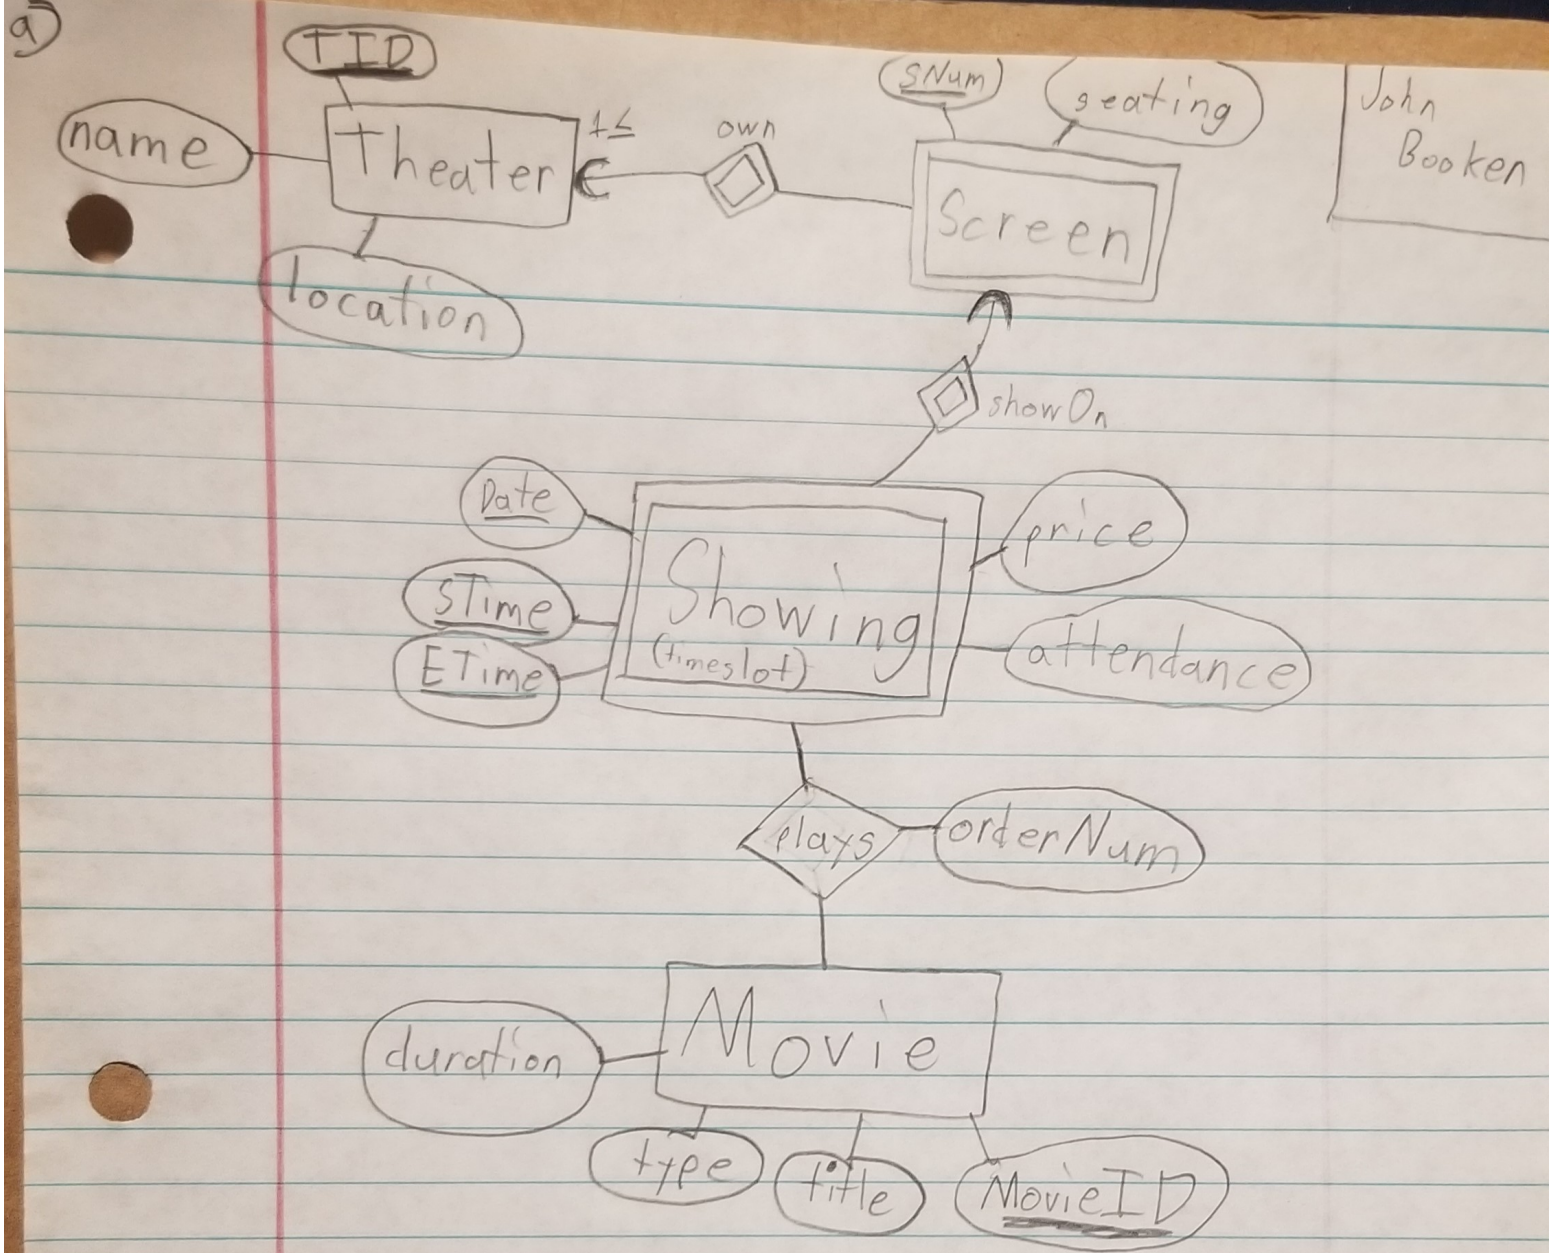 a)
TID
sNum
seating
John
Booken
name
Theater
1≤
own
Screen
location
showOn
Date
price
STime
Showing
(timeslot)
ETime
attendance
plays
orderNum
Movie
duration
type
title
MovieID